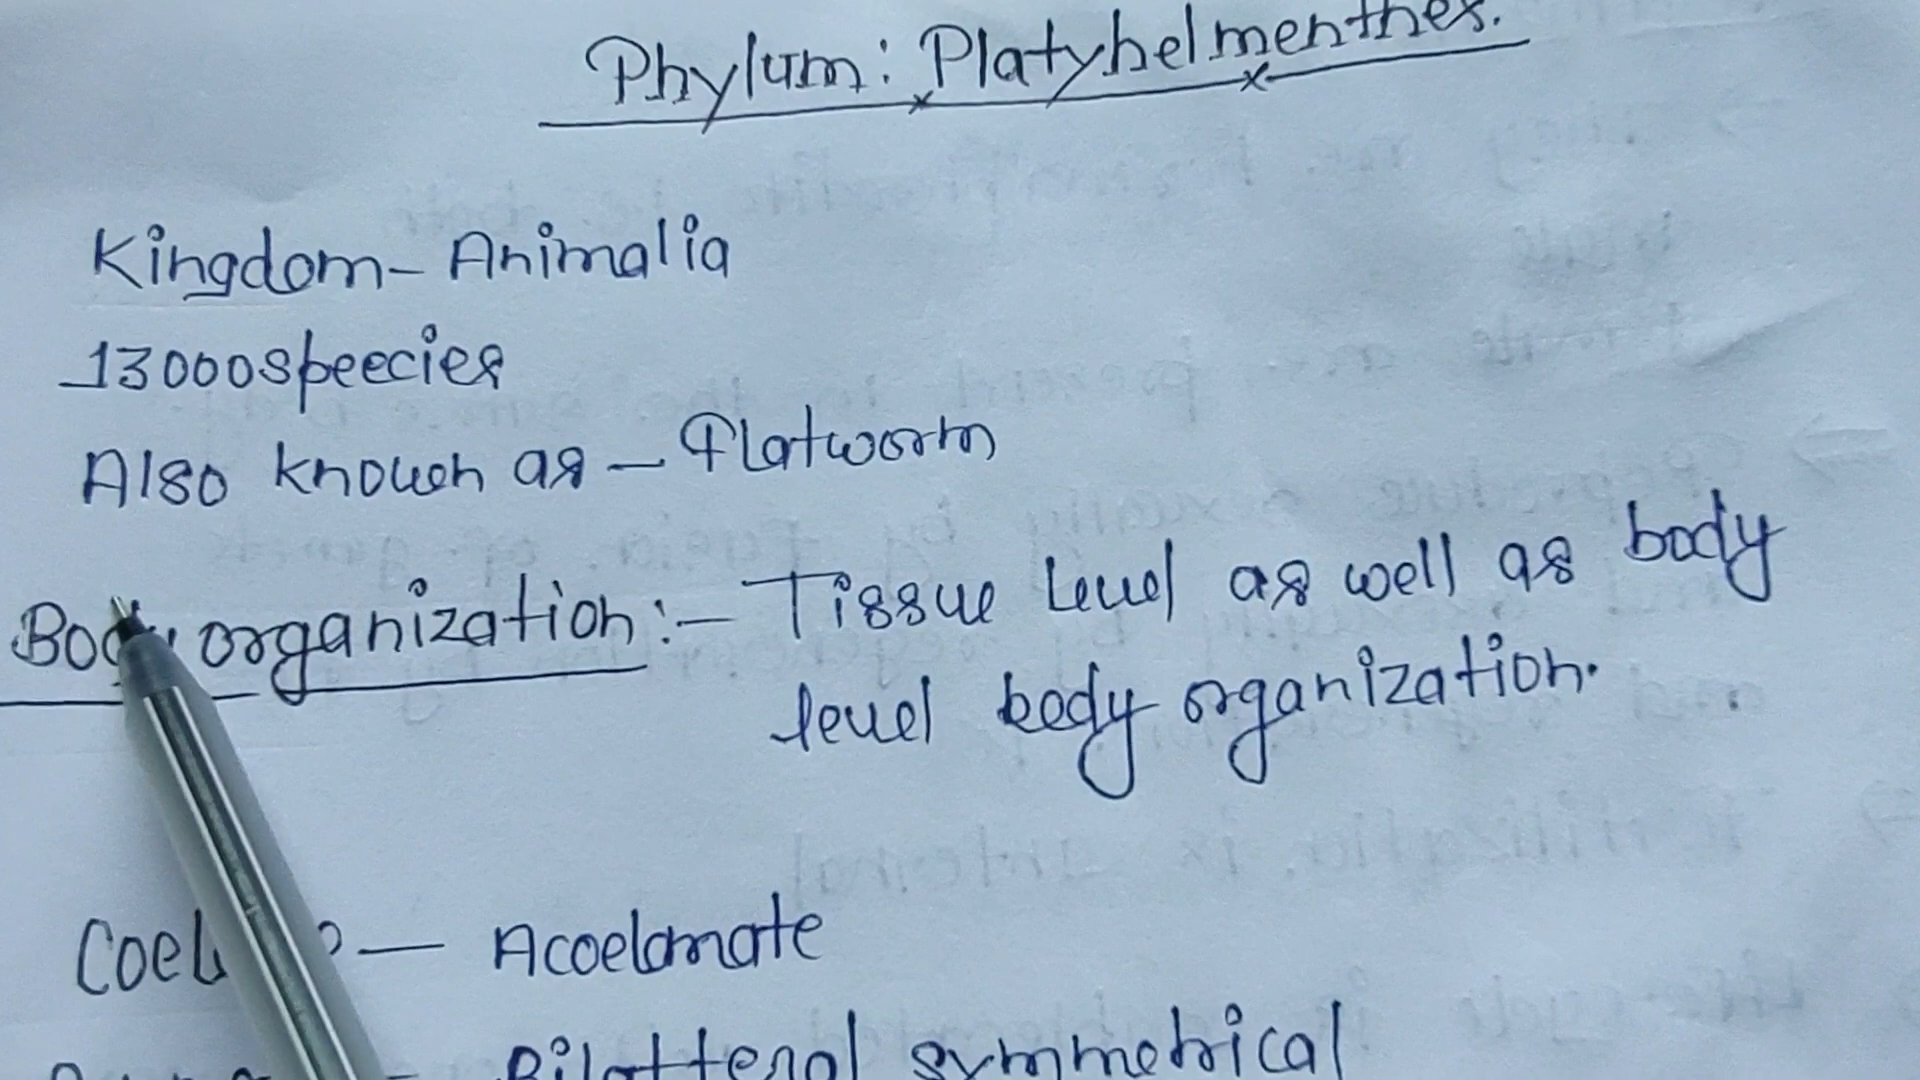 Phylum: Platyhelmenthes.
Kingdom - Animalia
13000 speecies
Also known as - Flatworm
Body organization :- Tissue level as well as body
level body organization.
Acoelomate
Bilatteral symmetrical